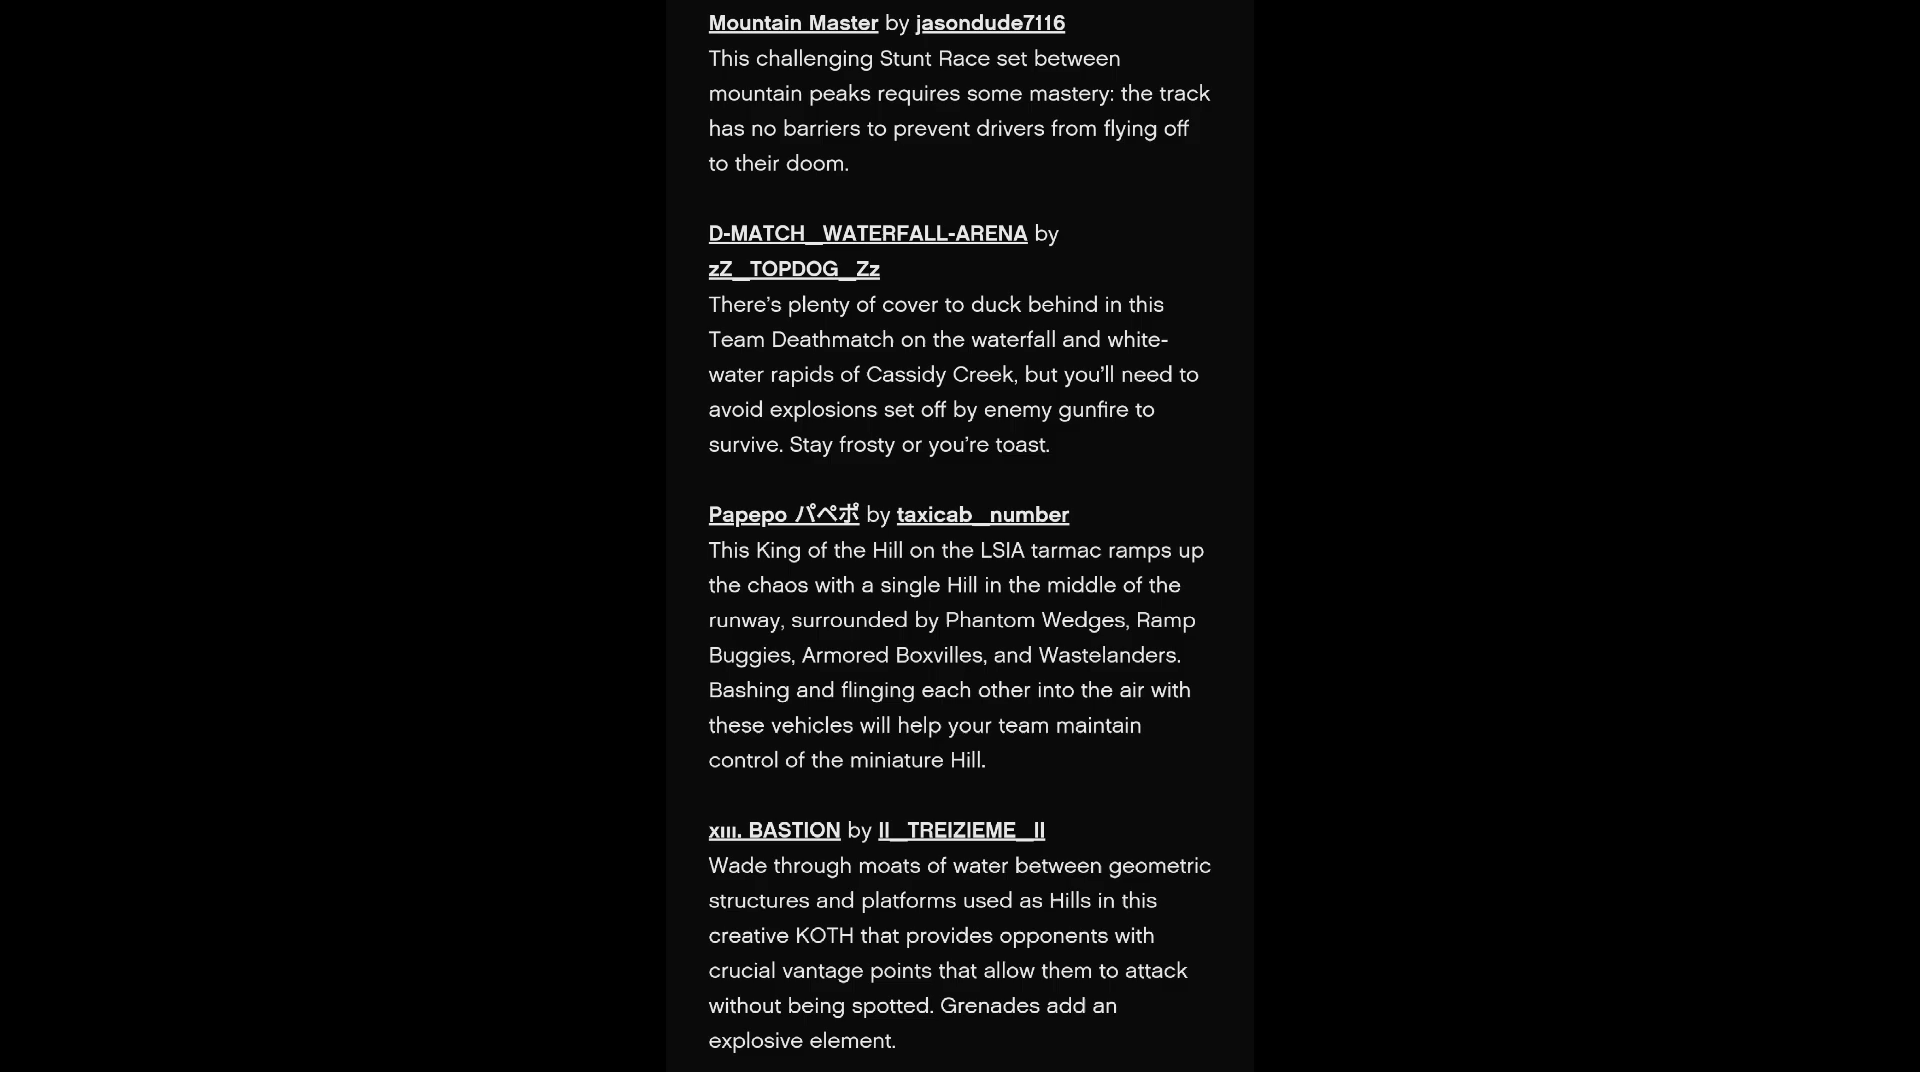 Mountain Master by jasondude7116
This challenging Stunt Race set between
mountain peaks requires some mastery: the track
has no barriers to prevent drivers from flying off
to their doom.
D-MATCH_WATERFALL-ARENA by
zZ_TOPDOG_Zz
There’s plenty of cover to duck behind in this
Team Deathmatch on the waterfall and white-
water rapids of Cassidy Creek, but you’ll need to
avoid explosions set off by enemy gunfire to
survive. Stay frosty or you’re toast.
Papepo パペポ by taxicab_number
This King of the Hill on the LSIA tarmac ramps up
the chaos with a single Hill in the middle of the
runway, surrounded by Phantom Wedges, Ramp
Buggies, Armored Boxvilles, and Wastelanders.
Bashing and flinging each other into the air with
these vehicles will help your team maintain
control of the miniature Hill.
xııı. BASTION by II_TREIZIEME_II
Wade through moats of water between geometric
structures and platforms used as Hills in this
creative KOTH that provides opponents with
crucial vantage points that allow them to attack
without being spotted. Grenades add an
explosive element.